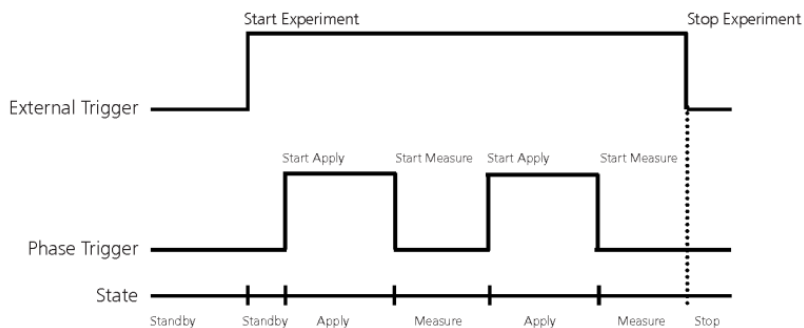 Start Experiment Stop Experiment
External Trigger
Start Apply Start Measure Start Apply Start Measure
Phase Trigger
State
Standby Standby Apply Measure Apply Measure Stop